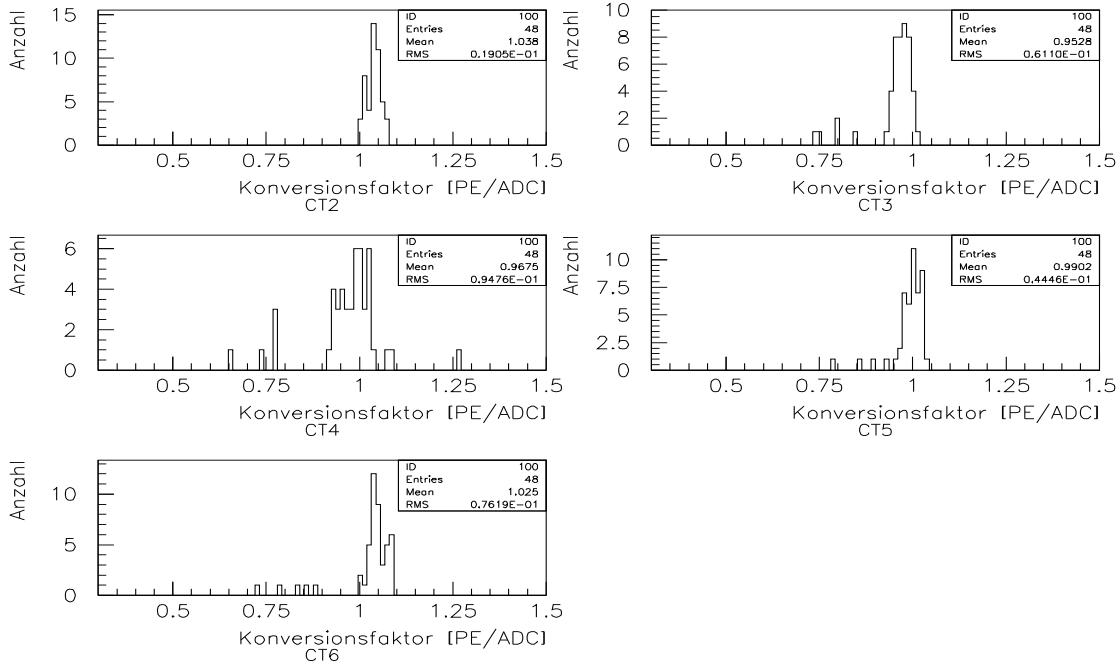 Anzahl
15
10
5
0
0.5 0.75 1 1.25 1.5
Konversionsfaktor [PE/ADC]
CT2
ID 100
Entries 48
Mean 1.038
RMS 0.1905E-01
Anzahl
10
8
6
4
2
0
0.5 0.75 1 1.25 1.5
Konversionsfaktor [PE/ADC]
CT3
ID 100
Entries 48
Mean 0.9528
RMS 0.6110E-01
Anzahl
6
4
2
0
0.5 0.75 1 1.25 1.5
Konversionsfaktor [PE/ADC]
CT4
ID 100
Entries 48
Mean 0.9675
RMS 0.9476E-01
Anzahl
10
7.5
5
2.5
0
0.5 0.75 1 1.25 1.5
Konversionsfaktor [PE/ADC]
CT5
ID 100
Entries 48
Mean 0.9902
RMS 0.4446E-01
Anzahl
10
5
0
0.5 0.75 1 1.25 1.5
Konversionsfaktor [PE/ADC]
CT6
ID 100
Entries 48
Mean 1.025
RMS 0.7619E-01